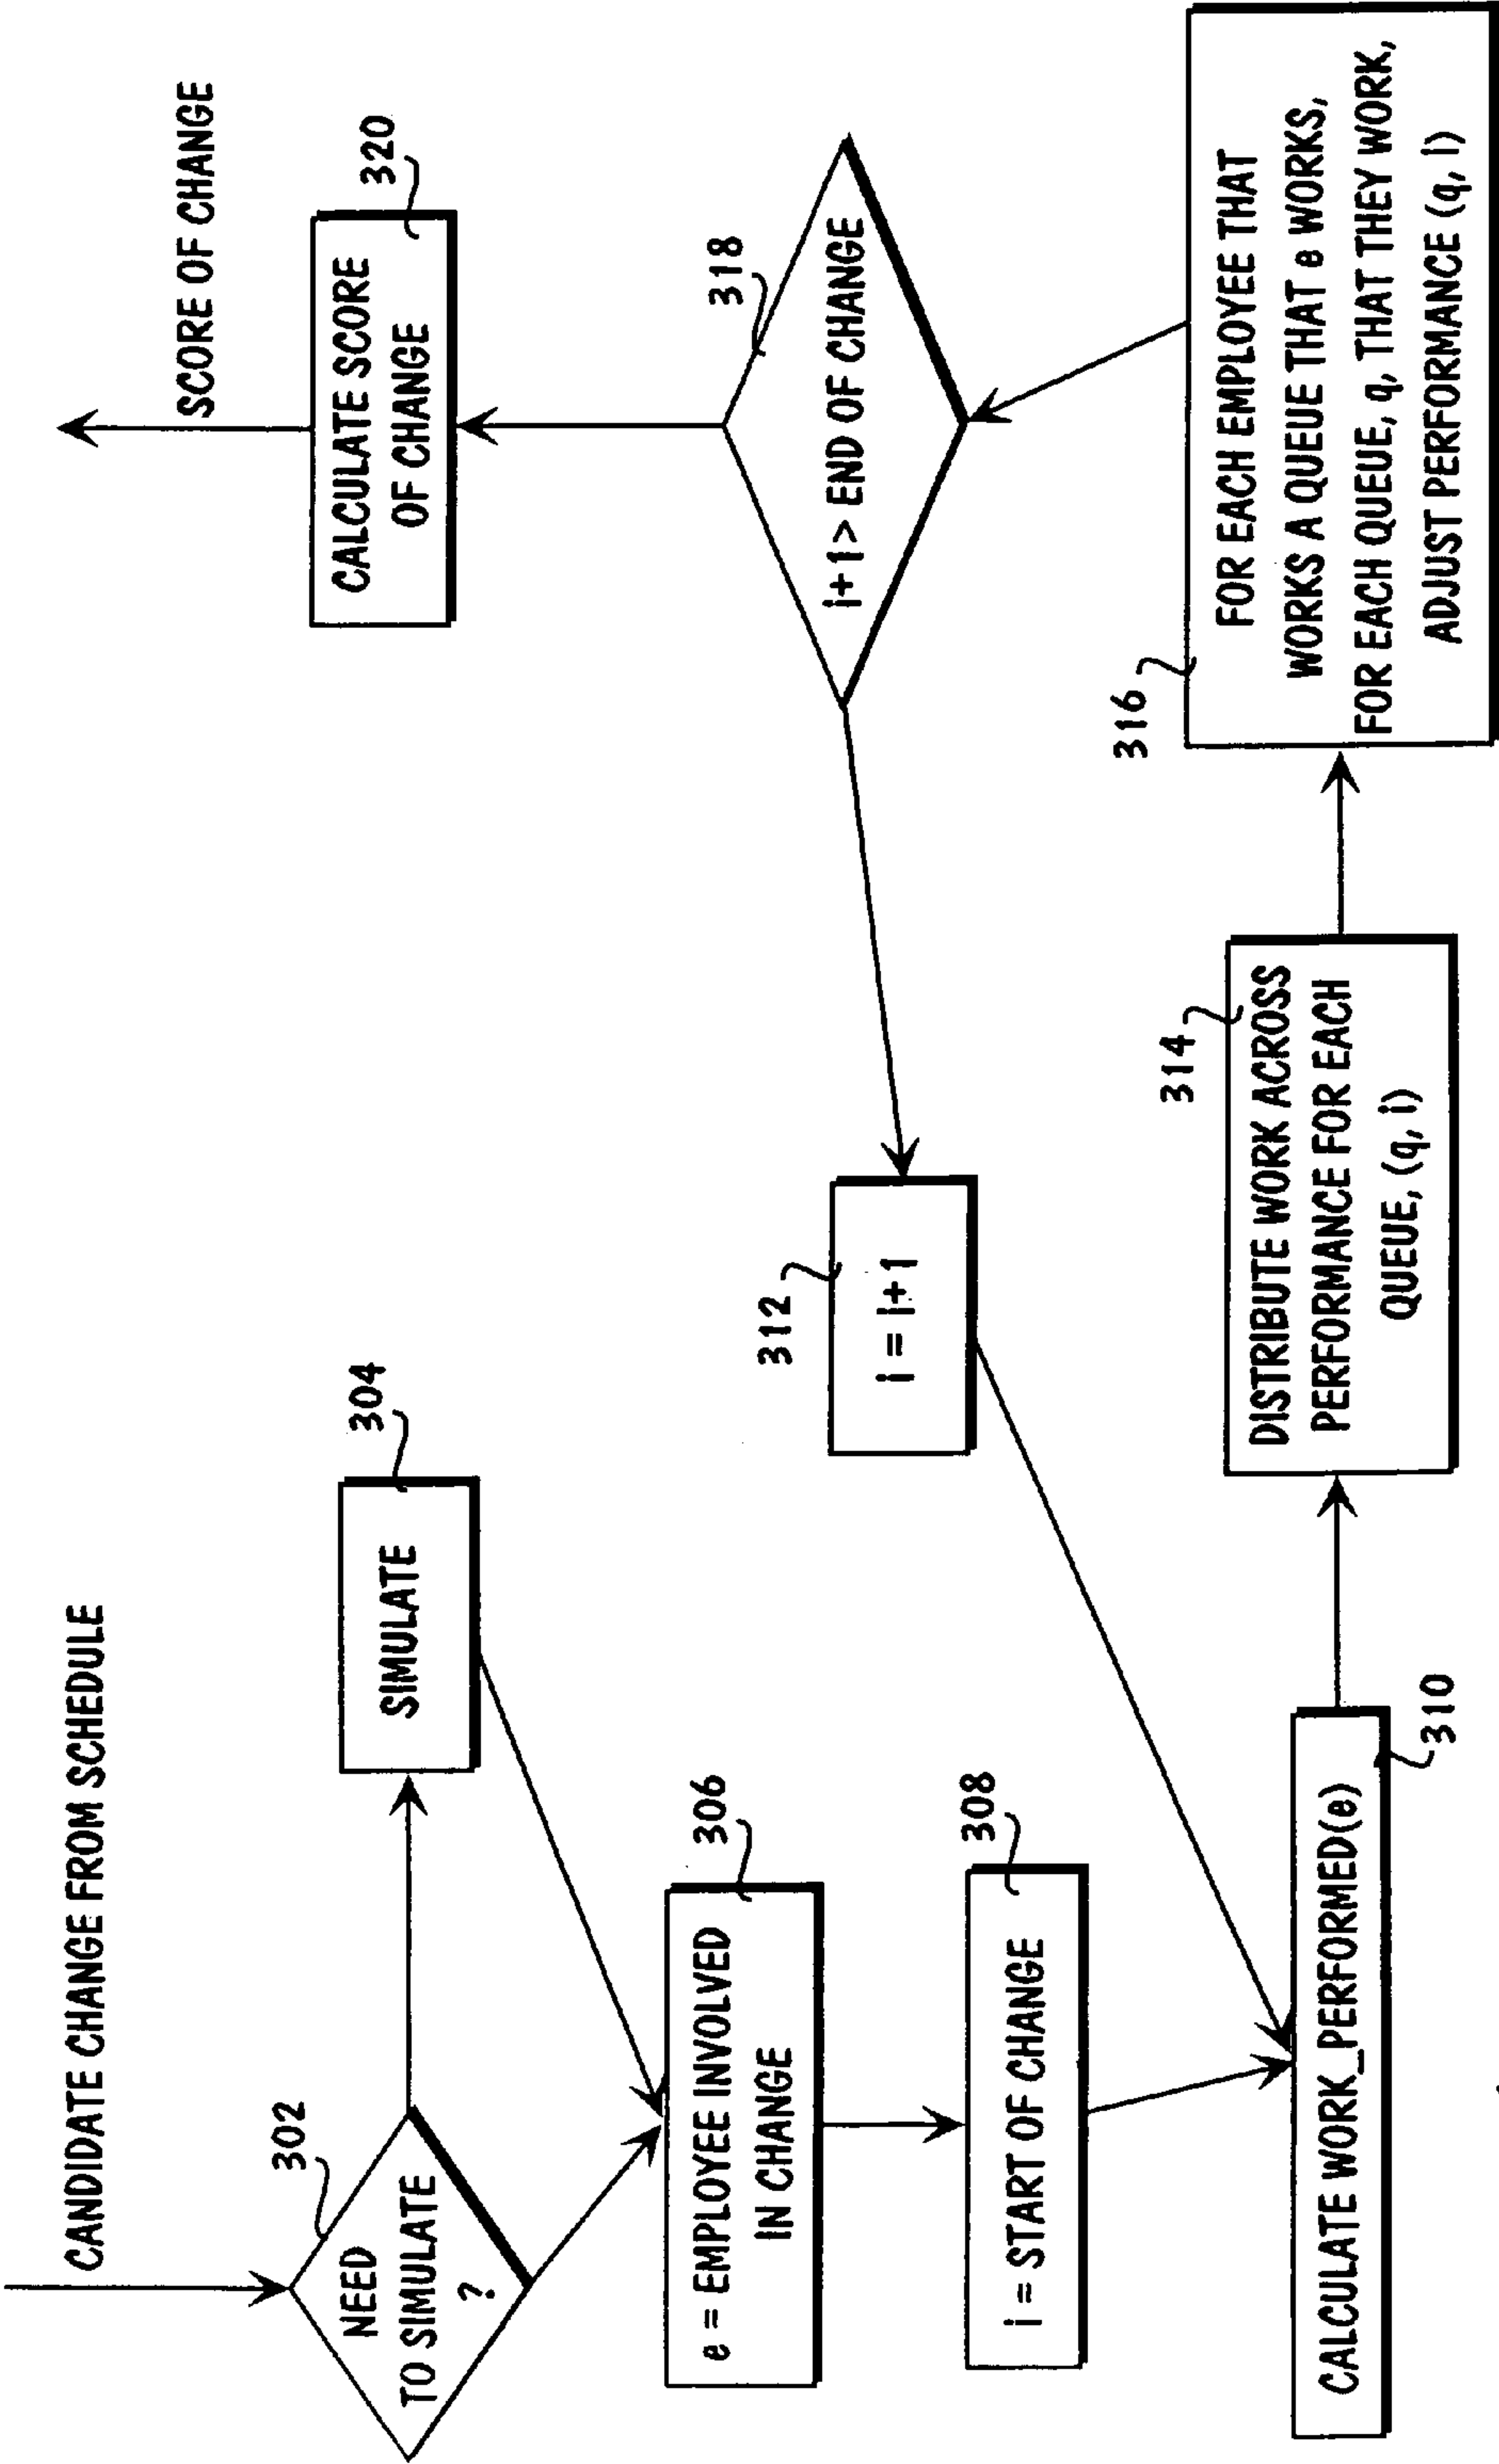 CANDIDATE CHANGE FROM SCHEDULE
302
NEED
TO SIMULATE
?
304
SIMULATE
306
e = EMPLOYEE INVOLVED
IN CHANGE
308
i = START OF CHANGE
CALCULATE WORK_PERFORMED(e)
310
312
i = i+1
314
DISTRIBUTE WORK ACROSS
PERFORMANCE FOR EACH
QUEUE, (q, i)
316
FOR EACH EMPLOYEE THAT
WORKS A QUEUE THAT e WORKS,
FOR EACH QUEUE, q, THAT THEY WORK,
ADJUST PERFORMANCE (q, i)
318
i+1> END OF CHANGE
320
CALCULATE SCORE
OF CHANGE
SCORE OF CHANGE